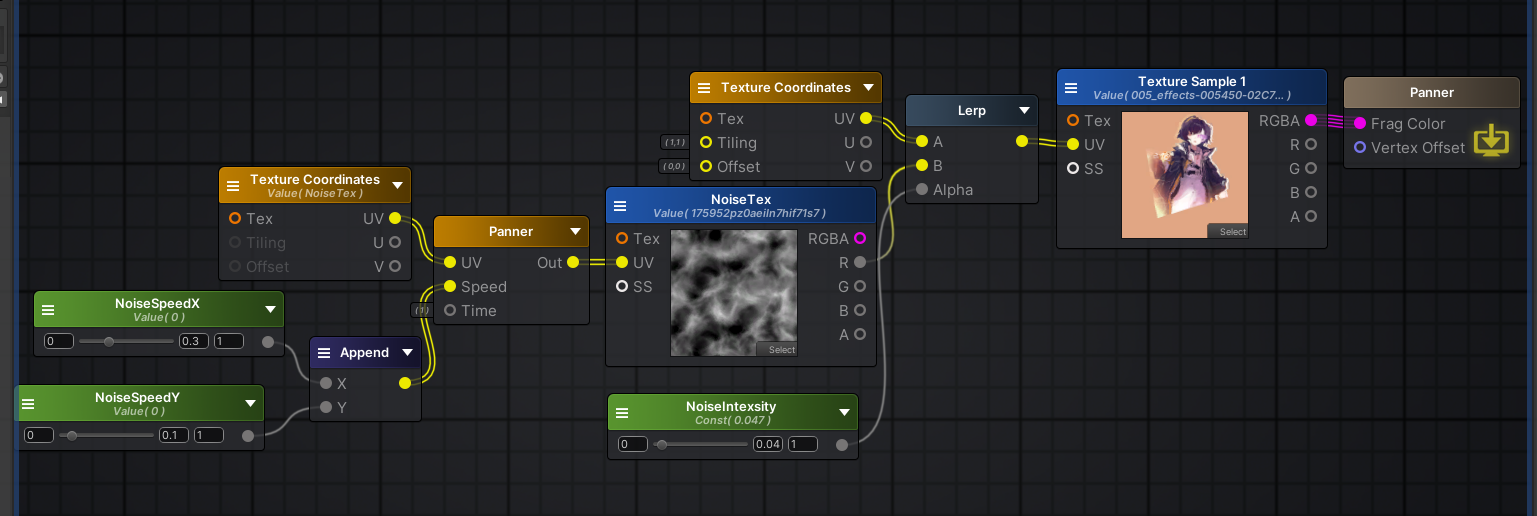 Texture Coordinates
Tex
UV
(1,1)
Tiling
U
(0,0)
Offset
V
Lerp
A
B
Alpha
Texture Sample 1
Value( 005_effects-005450-02C7... )
Tex
RGBA
UV
R
SS
G
B
A
Select
Panner
Frag Color
Vertex Offset
Texture Coordinates
Value( NoiseTex )
Tex
UV
Tiling
U
Offset
V
Panner
UV
Out
Speed
(1)
Time
NoiseTex
Value( 175952pz0aeiln7hif71s7 )
Tex
RGBA
UV
R
SS
G
B
A
Select
NoiseSpeedX
Value( 0 )
0
0.3
1
Append
X
Y
NoiseSpeedY
Value( 0 )
0
0.1
1
NoiseIntexsity
Const( 0.047 )
0
0.04
1